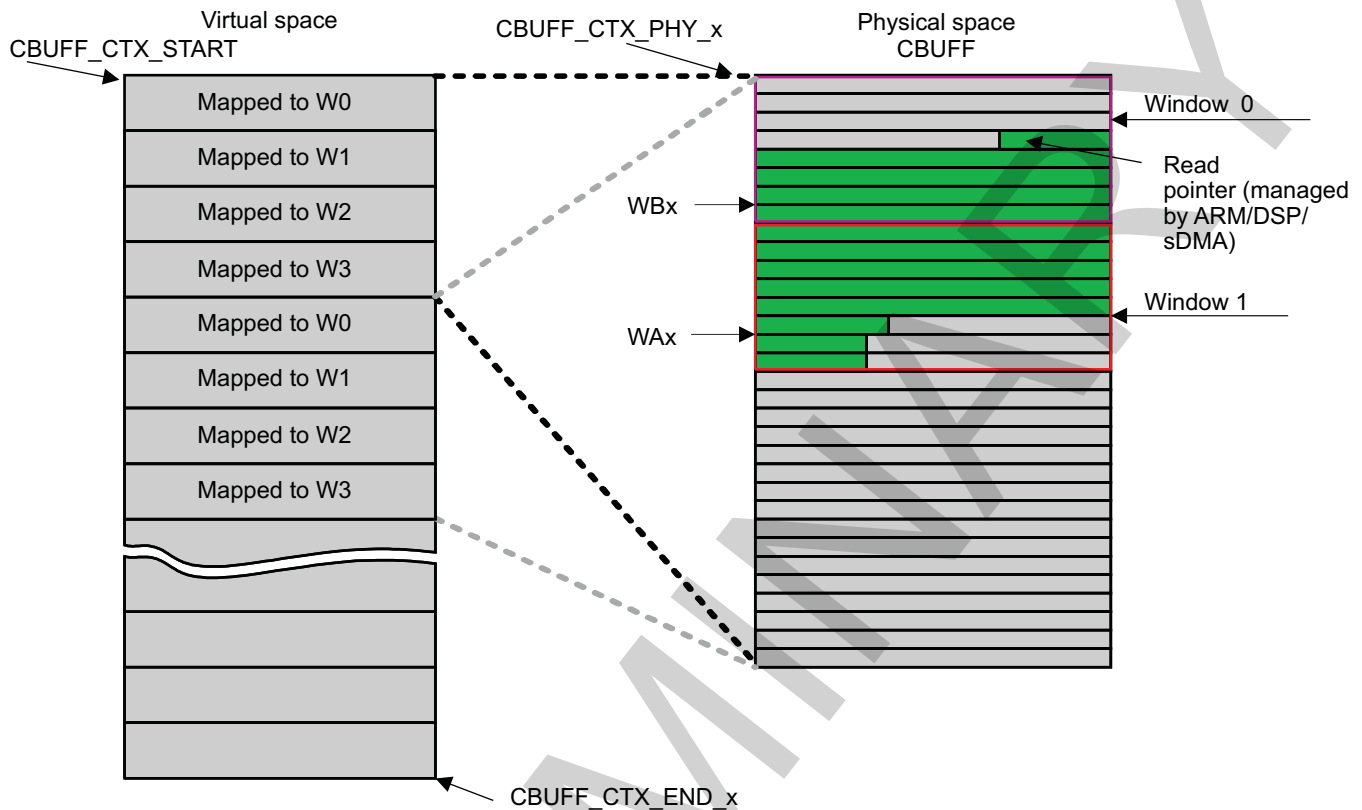 Virtual space
CBUFF_CTX_START
Mapped to W0
Mapped to W1
Mapped to W2
Mapped to W3
Mapped to W0
Mapped to W1
Mapped to W2
Mapped to W3
CBUFF_CTX_END_x
CBUFF_CTX_PHY_x
Physical space
CBUFF
Window 0
Read
pointer (managed
by ARM/DSP/
sDMA)
WBx
Window 1
WAx
MINARY